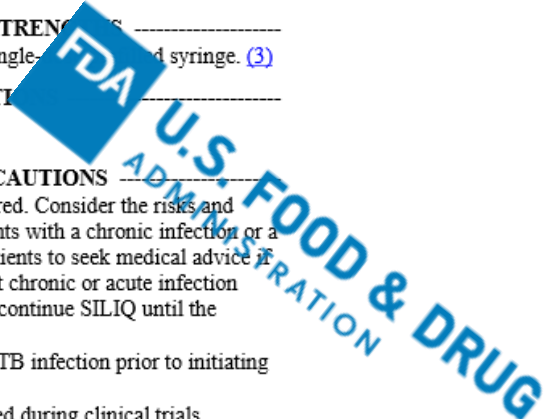 TRENGTHS --------------------
ngle- d syringe. (3)
--------------------
CAUTIONS --------------------
red. Consider the risks and
nts with a chronic infection or a
ients to seek medical advice if
t chronic or acute infection
continue SILIQ until the
TB infection prior to initiating
ed during clinical trials
FDA
U.S. FOOD & DRUG
ADMINISTRATION